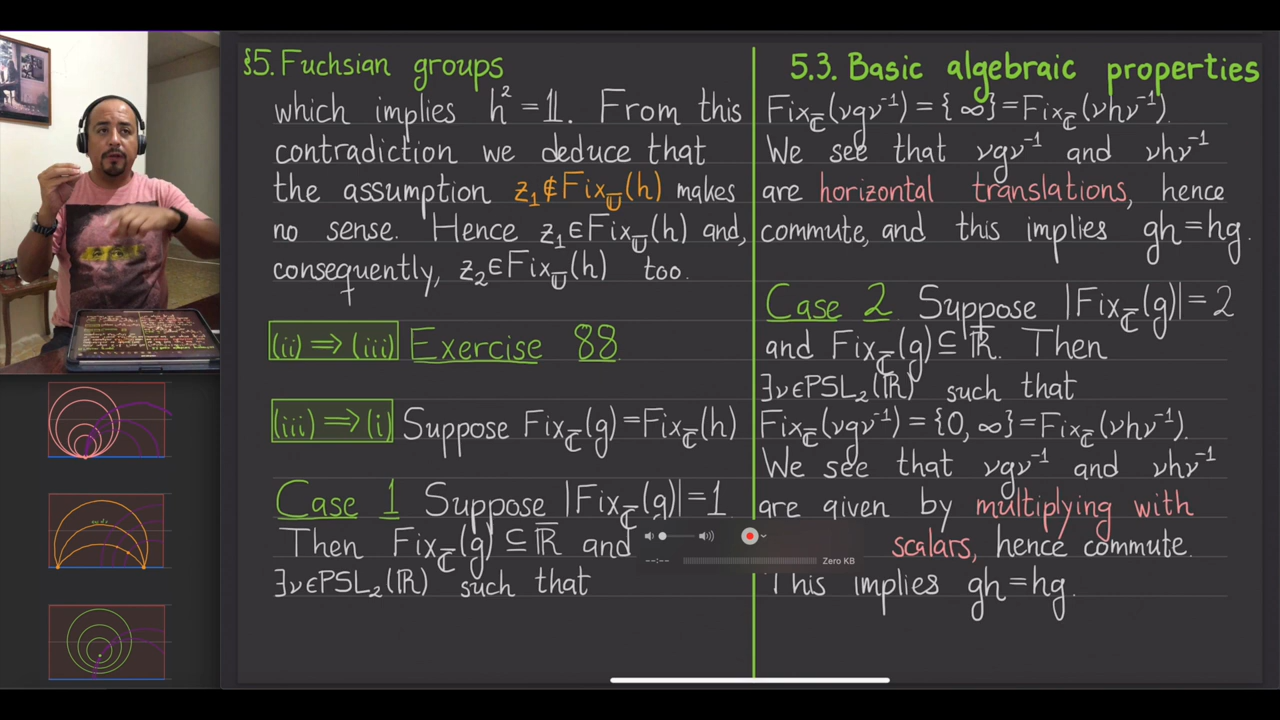 §5. Fuchsian groups
which implies h² = 𝟙. From this
contradiction we deduce that
the assumption z₁∉Fix_𝕌(h) makes
no sense. Hence z₁∈Fix_𝕌(h) and,
consequently, z₂∈Fix_𝕌(h) too.
(ii) ⟹ (iii) Exercise 88
(iii) ⟹ (i) Suppose Fix_ℂ̅(g)=Fix_ℂ̅(h)
Case 1 Suppose |Fix_ℂ̅(g)|=1
Then Fix_ℂ̅(g) ⊆ ℝ̅ and
∃ν∈PSL₂(ℝ) such that
5.3. Basic algebraic properties
Fix_ℂ̅(νgν⁻¹) = {∞} = Fix_ℂ̅(νhν⁻¹).
We see that νgν⁻¹ and νhν⁻¹
are horizontal translations, hence
commute, and this implies gh=hg.
Case 2 Suppose |Fix_ℂ̅(g)|=2
and Fix_ℂ̅(g)⊆ℝ̅. Then
∃ν∈PSL₂(ℝ) such that
Fix_ℂ̅(νgν⁻¹) = {0, ∞} = Fix_ℂ̅(νhν⁻¹).
We see that νgν⁻¹ and νhν⁻¹
are given by multiplying with
scalars, hence commute.
This implies gh=hg.
--:--
Zero KB